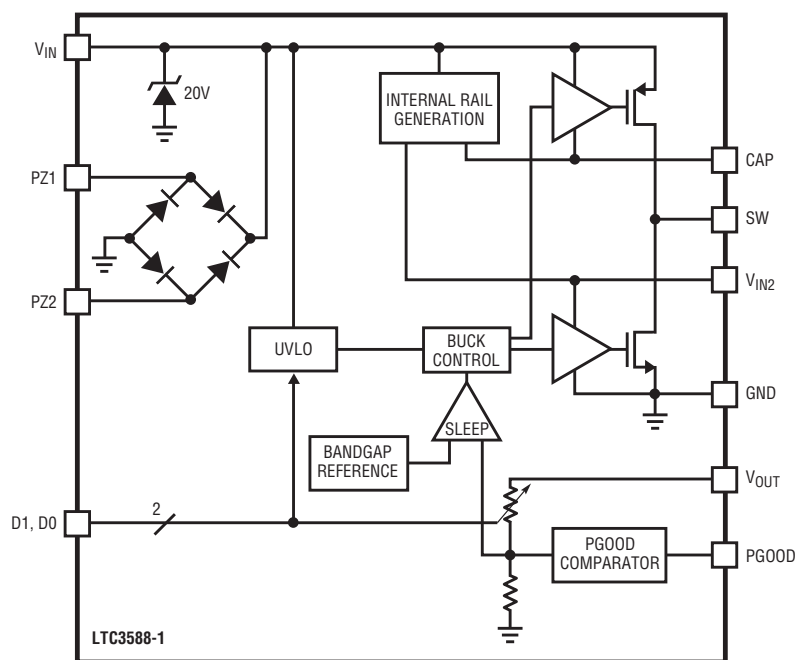 VIN
20V
INTERNAL RAIL
GENERATION
PZ1
CAP
SW
PZ2
VIN2
UVLO
BUCK
CONTROL
GND
SLEEP
BANDGAP
REFERENCE
VOUT
D1, D0
2
PGOOD
COMPARATOR
PGOOD
LTC3588-1